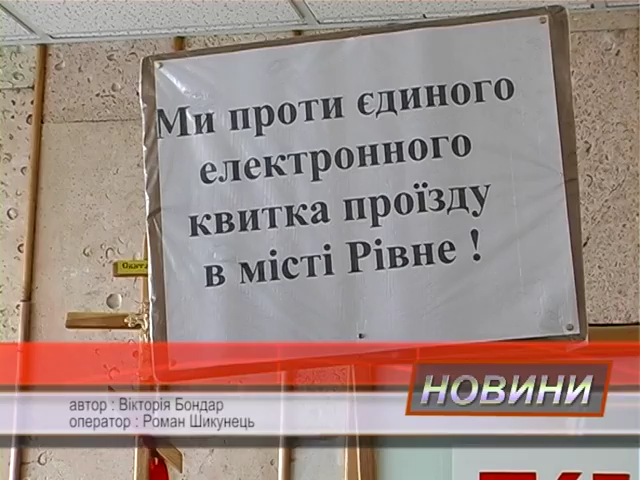 Ми проти єдиного
електронного
квитка проїзду
в місті Рівне !
НОВИНИ
автор : Вікторія Бондар
оператор : Роман Шикунець